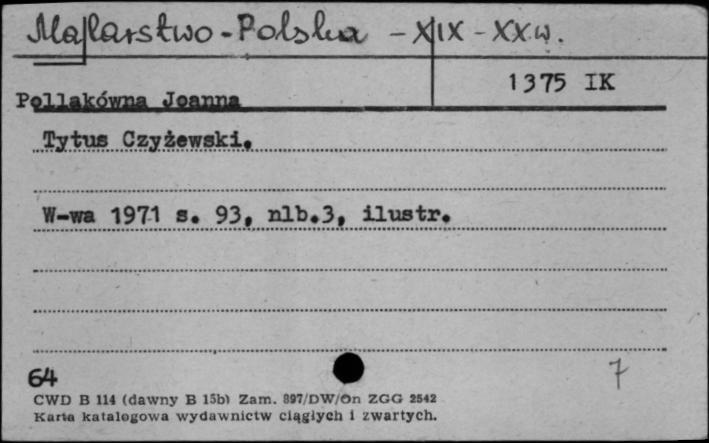 Malarstwo - Polska - XIX - XX w.
1375 IK
Pollakówna Joanna
Tytus Czyżewski.
W-wa 1971 s. 93, nlb.3, ilustr.
64
7
CWD B 114 (dawny B 15b) Zam. 897/DW/On ZGG 2542
Karta katalogowa wydawnictw ciągłych i zwartych.